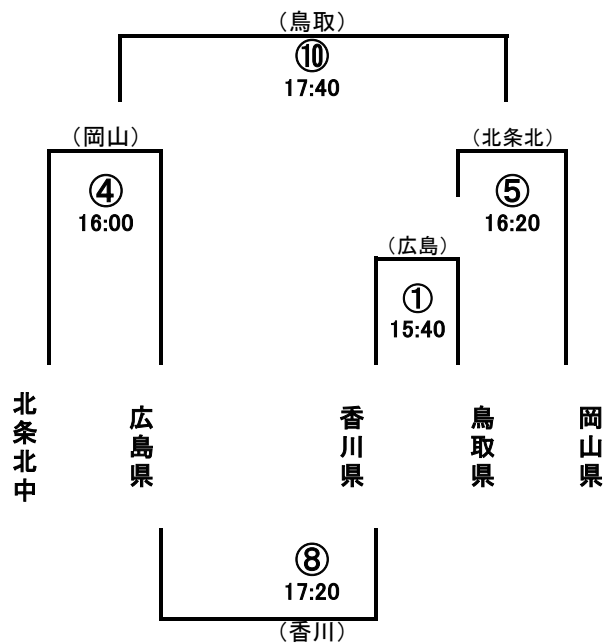 （鳥取）
⑩
17:40
（岡山）
④
16:00
（北条北）
⑤
16:20
（広島）
①
15:40
北条北中
広島県
香川県
鳥取県
岡山県
⑧
17:20
（香川）